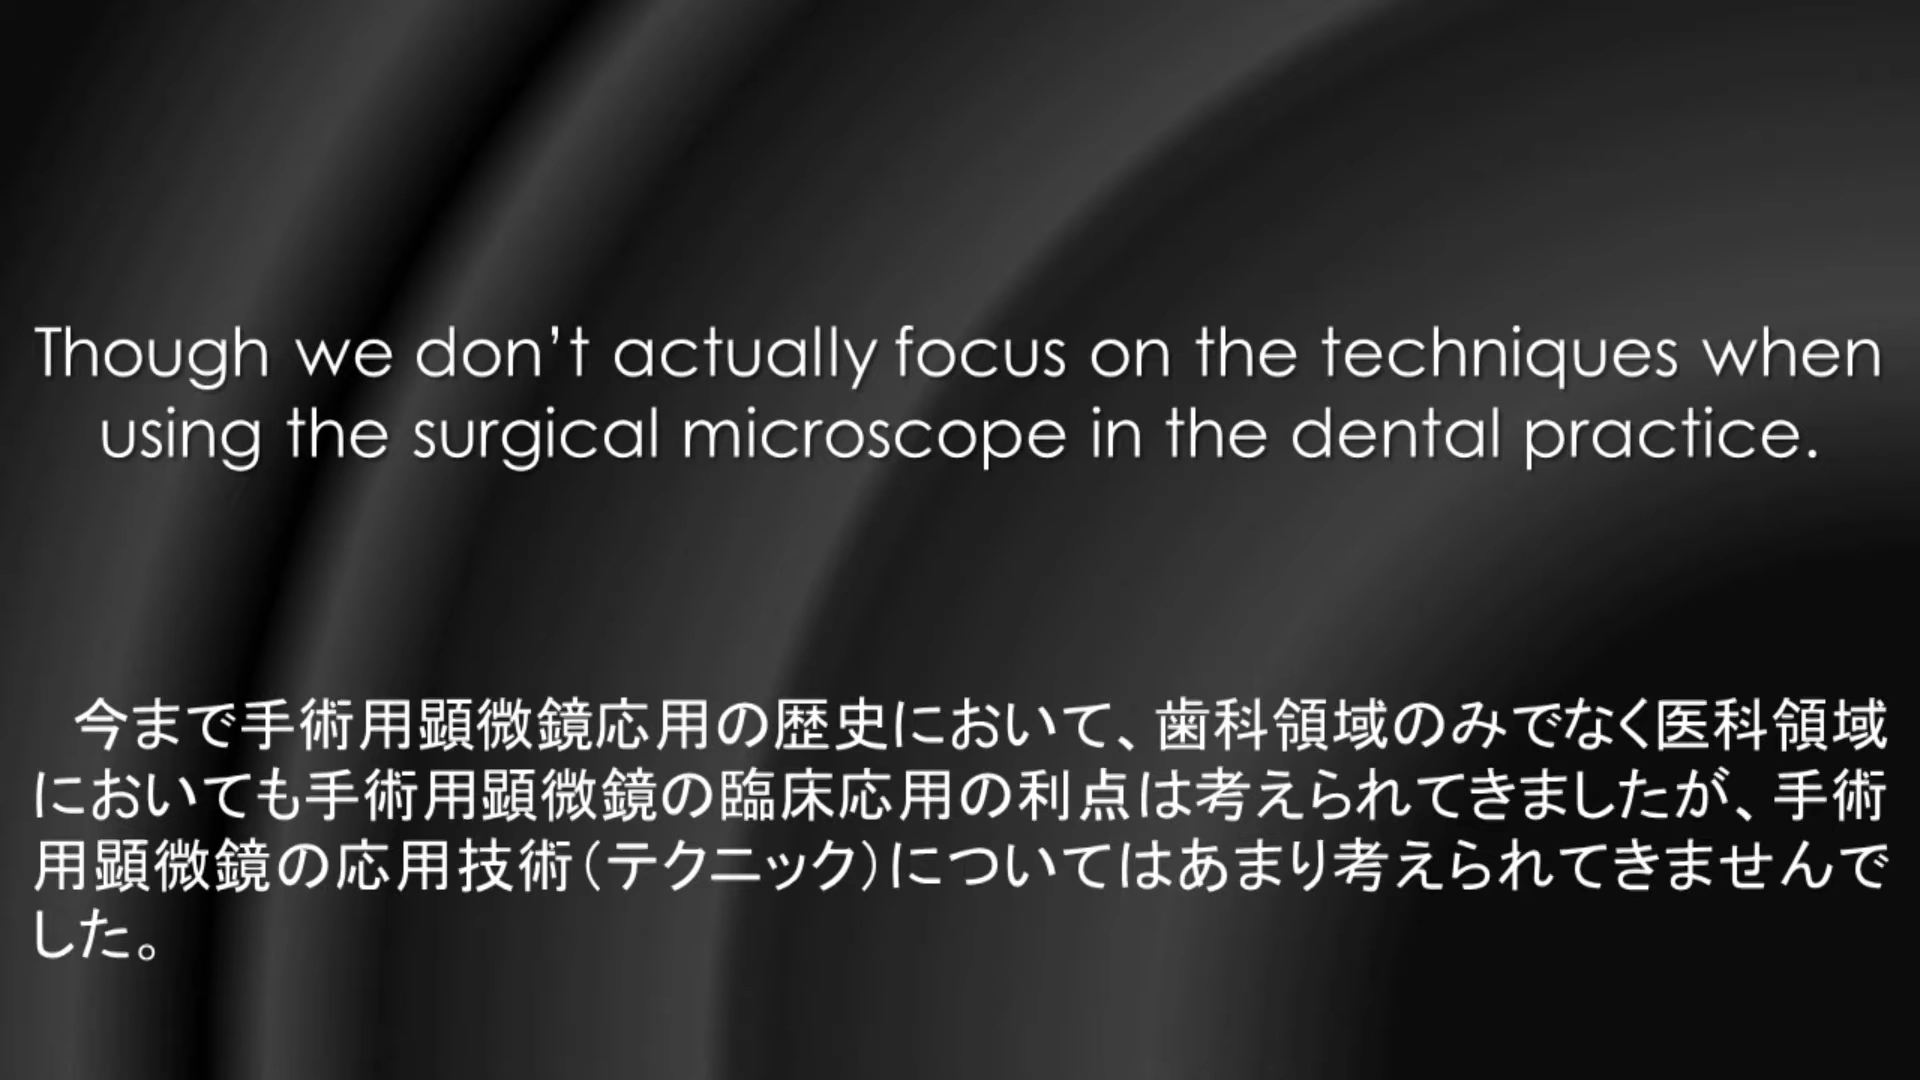 Though we don’t actually focus on the techniques when
using the surgical microscope in the dental practice.
今まで手術用顕微鏡応用の歴史において、歯科領域のみでなく医科領域
においても手術用顕微鏡の臨床応用の利点は考えられてきましたが、手術
用顕微鏡の応用技術（テクニック）についてはあまり考えられてきませんで
した。